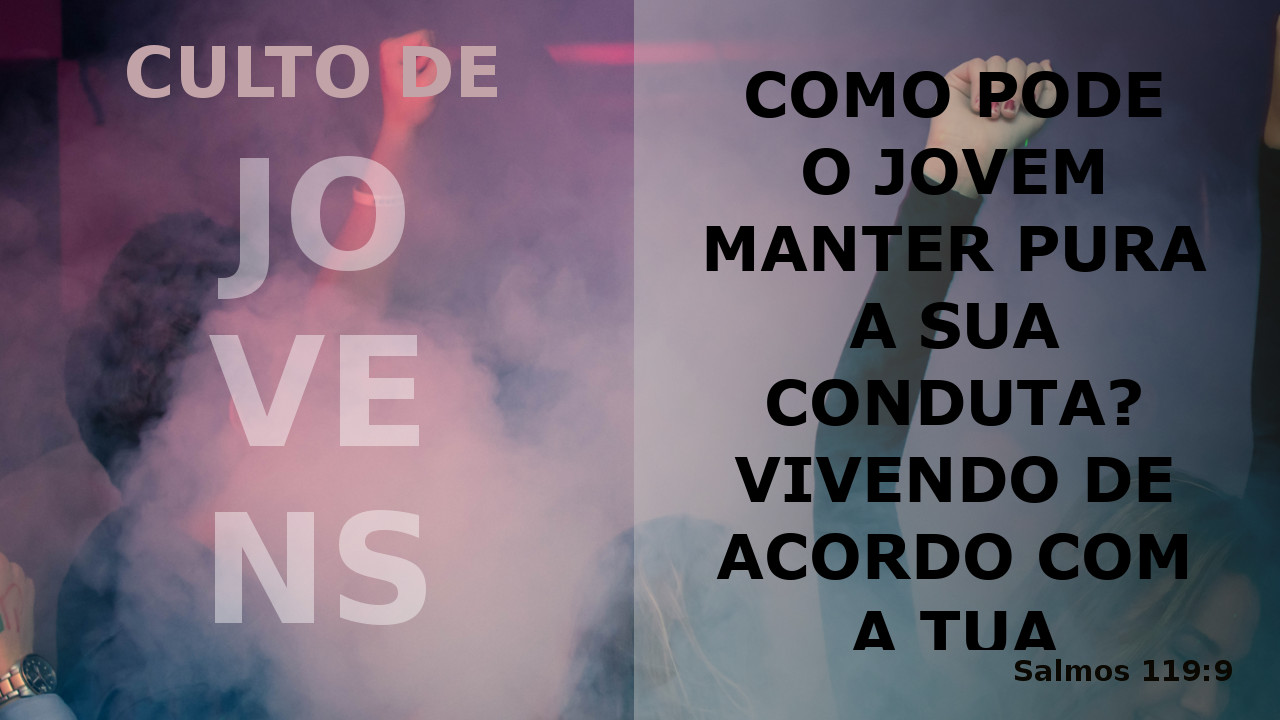 CULTO DE
JO
VE
NS
COMO PODE
O JOVEM
MANTER PURA
A SUA
CONDUTA?
VIVENDO DE
ACORDO COM
A TUA
Salmos 119:9